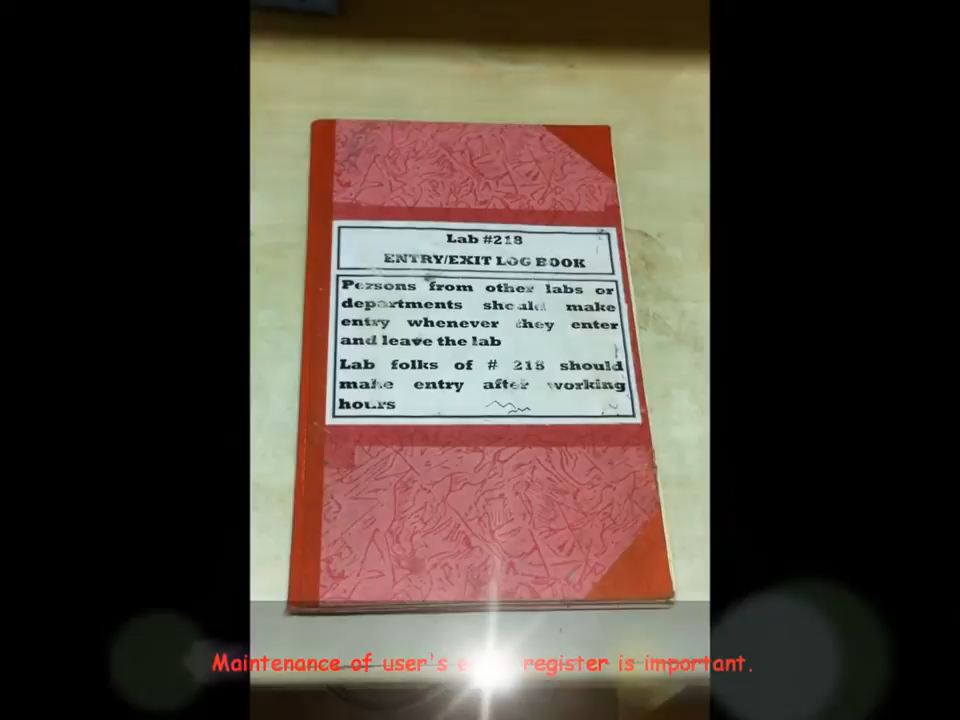 Lab #218
ENTRY/EXIT LOG BOOK
Persons from other labs or
departments should make
entry whenever they enter
and leave the lab
Lab folks of # 218 should
make entry after working
hours
Maintenance of user's register is important.